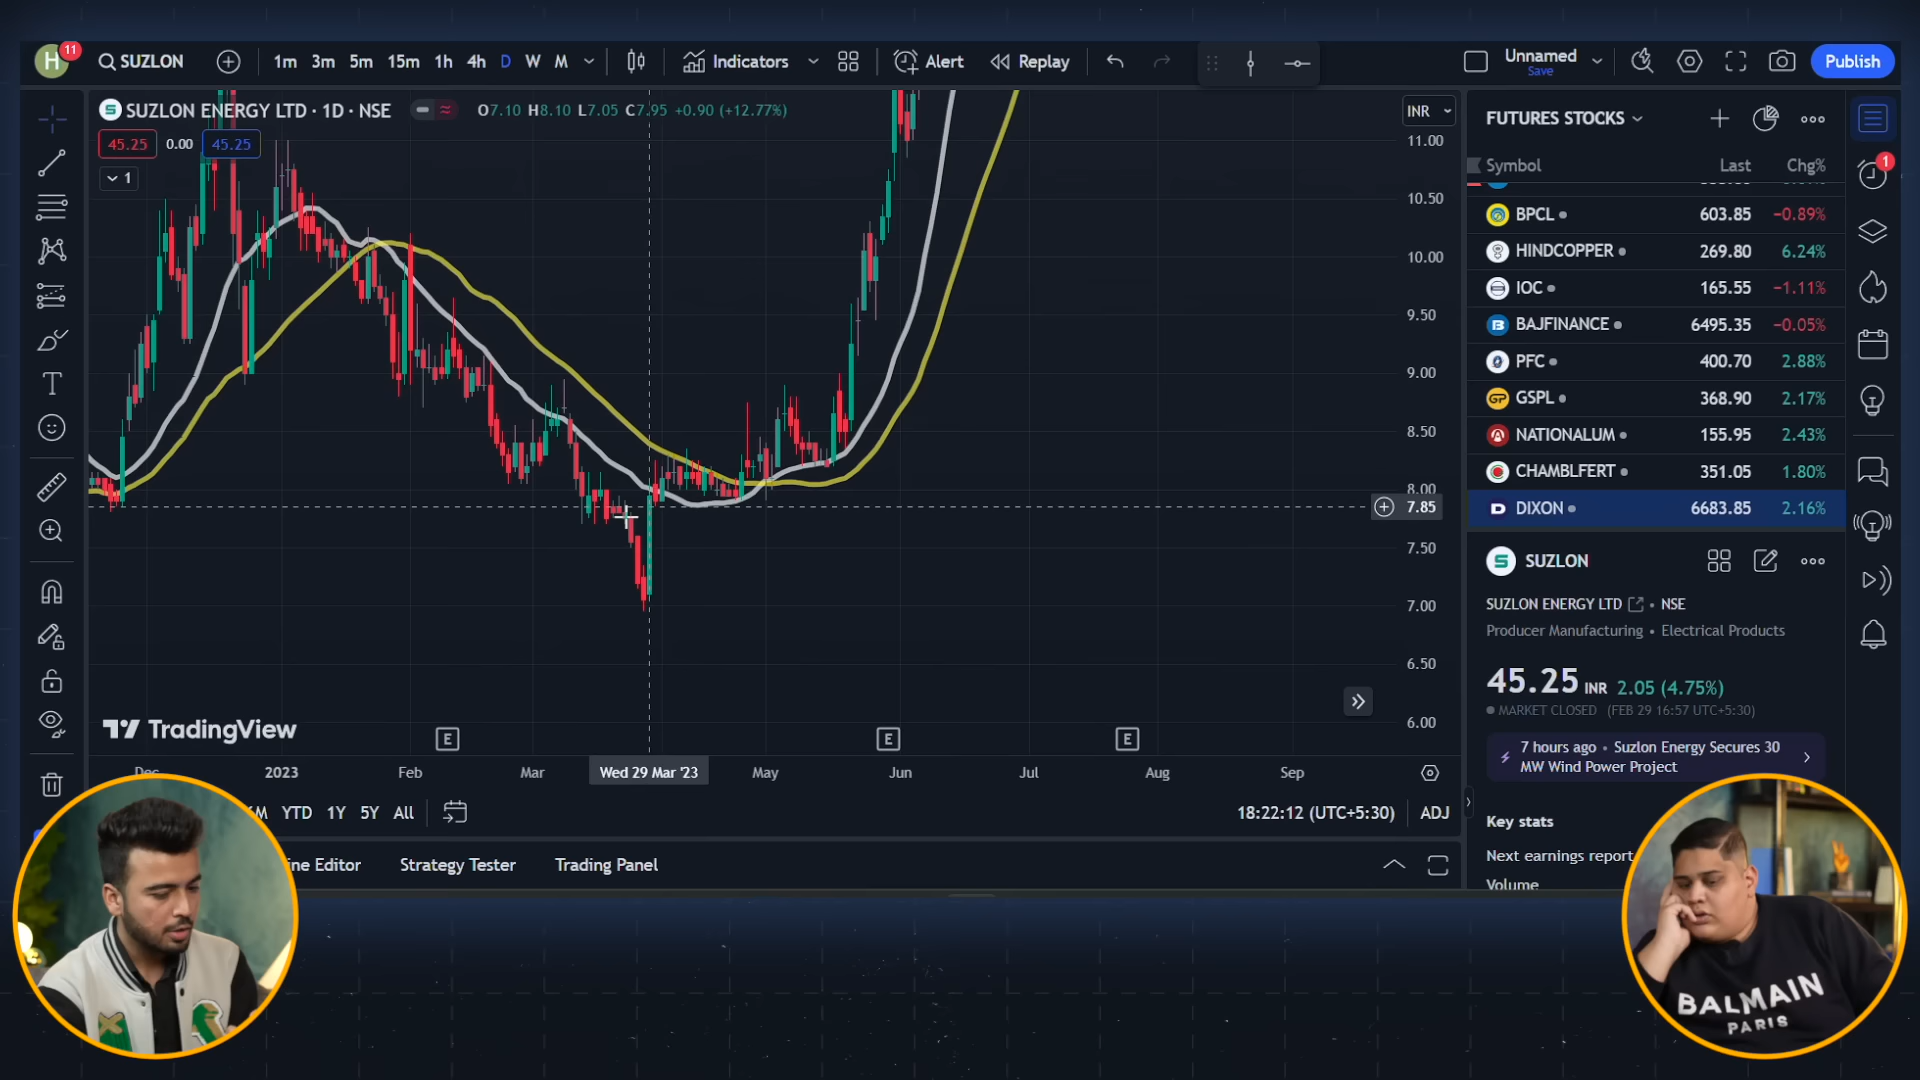 H 11 SUZLON 1m 3m 5m 15m 1h 4h D W M Indicators Alert Replay Unnamed Save Publish
SUZLON ENERGY LTD · 1D · NSE O7.10 H8.10 L7.05 C7.95 +0.90 (+12.77%)
45.25 0.00 45.25
1
INR
11.00
10.50
10.00
9.50
9.00
8.50
8.00
7.85
7.50
7.00
6.50
6.00
TradingView
E E E
2023 Feb Mar Wed 29 Mar '23 May Jun Jul Aug Sep
YTD 1Y 5Y All 18:22:12 (UTC+5:30) ADJ
ine Editor Strategy Tester Trading Panel
FUTURES STOCKS
Symbol Last Chg%
BPCL 603.85 −0.89%
HINDCOPPER 269.80 6.24%
IOC 165.55 −1.11%
BAJFINANCE 6495.35 −0.05%
PFC 400.70 2.88%
GSPL 368.90 2.17%
NATIONALUM 155.95 2.43%
CHAMBLFERT 351.05 1.80%
DIXON 6683.85 2.16%
1
SUZLON
SUZLON ENERGY LTD • NSE
Producer Manufacturing • Electrical Products
45.25 INR 2.05 (4.75%)
MARKET CLOSED (FEB 29 16:57 UTC+5:30)
7 hours ago • Suzlon Energy Secures 30
MW Wind Power Project
Key stats
Next earnings report
Volume
BALMAIN
PARIS